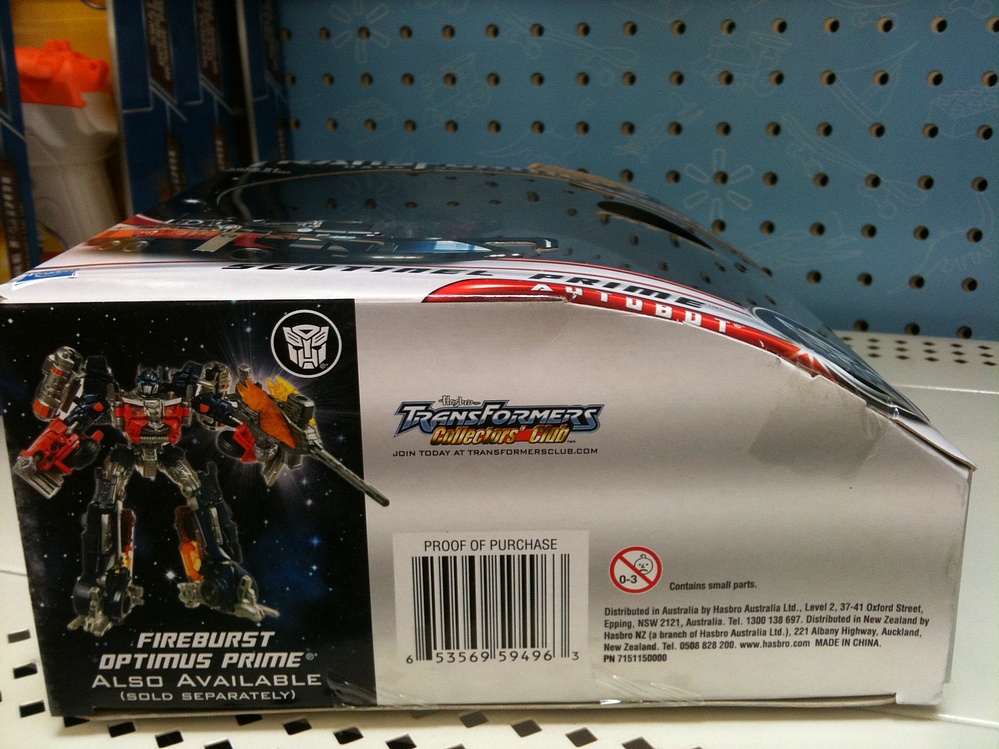 SENTINEL PRIME
AUTOBOT
Hasbro
TRANSFORMERS
Collectors' Club
JOIN TODAY AT TRANSFORMERSCLUB.COM
PROOF OF PURCHASE
6 53569 59496 3
0-3
Contains small parts.
Distributed in Australia by Hasbro Australia Ltd., Level 2, 37-41 Oxford Street,
Epping, NSW 2121, Australia. Tel. 1300 138 697. Distributed in New Zealand by
Hasbro NZ (a branch of Hasbro Australia Ltd.), 221 Albany Highway, Auckland,
New Zealand. Tel. 0508 828 200. www.hasbro.com MADE IN CHINA.
PN 7151150000
FIREBURST
OPTIMUS PRIME®
ALSO AVAILABLE
(SOLD SEPARATELY)